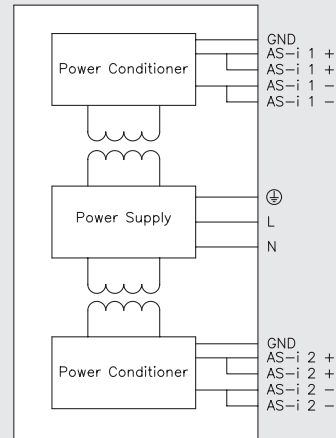 Power Conditioner
GND
AS-i 1 +
AS-i 1 +
AS-i 1 -
AS-i 1 -
Power Supply
L
N
Power Conditioner
GND
AS-i 2 +
AS-i 2 +
AS-i 2 -
AS-i 2 -